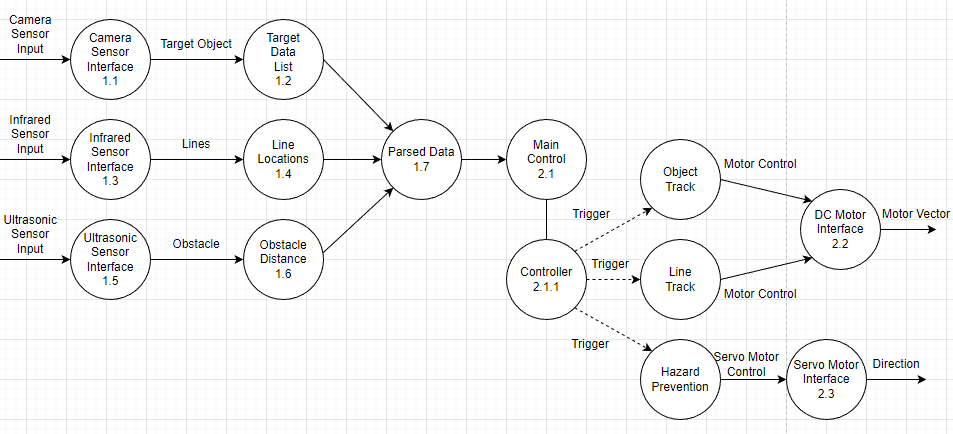 Camera
Sensor
Input
Camera
Sensor
Interface
1.1
Target Object
Target
Data
List
1.2
Infrared
Sensor
Input
Infrared
Sensor
Interface
1.3
Lines
Line
Locations
1.4
Parsed Data
1.7
Main
Control
2.1
Ultrasonic
Sensor
Input
Ultrasonic
Sensor
Interface
1.5
Obstacle
Obstacle
Distance
1.6
Controller
2.1.1
Trigger
Trigger
Trigger
Object
Track
Motor Control
Line
Track
Motor Control
DC Motor
Interface
2.2
Motor Vector
Hazard
Prevention
Servo Motor
Control
Servo Motor
Interface
2.3
Direction